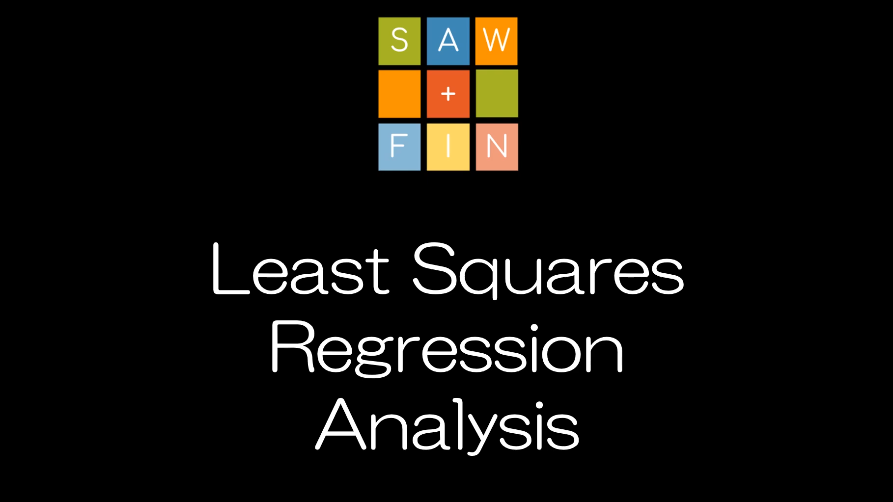 S A W
+
F I N
Least Squares
Regression
Analysis